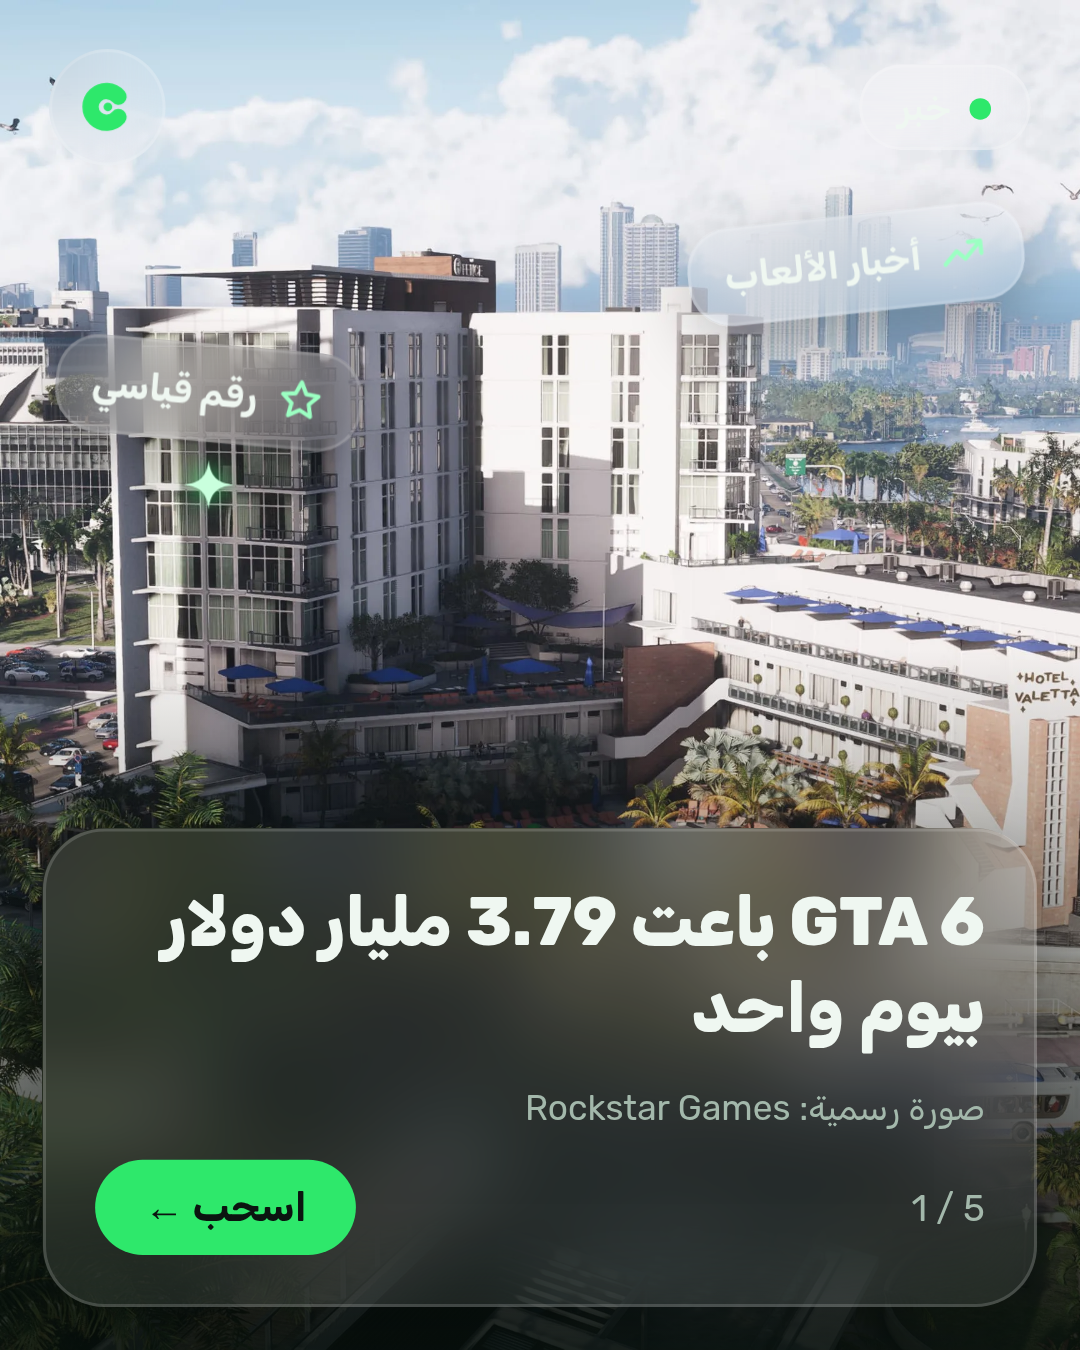 خبر
أخبار الألعاب
رقم قياسي
HOTEL
VALETTA
GTA 6 باعت 3.79 مليار دولار
بيوم واحد
صورة رسمية: Rockstar Games
اسحب ←
1 / 5